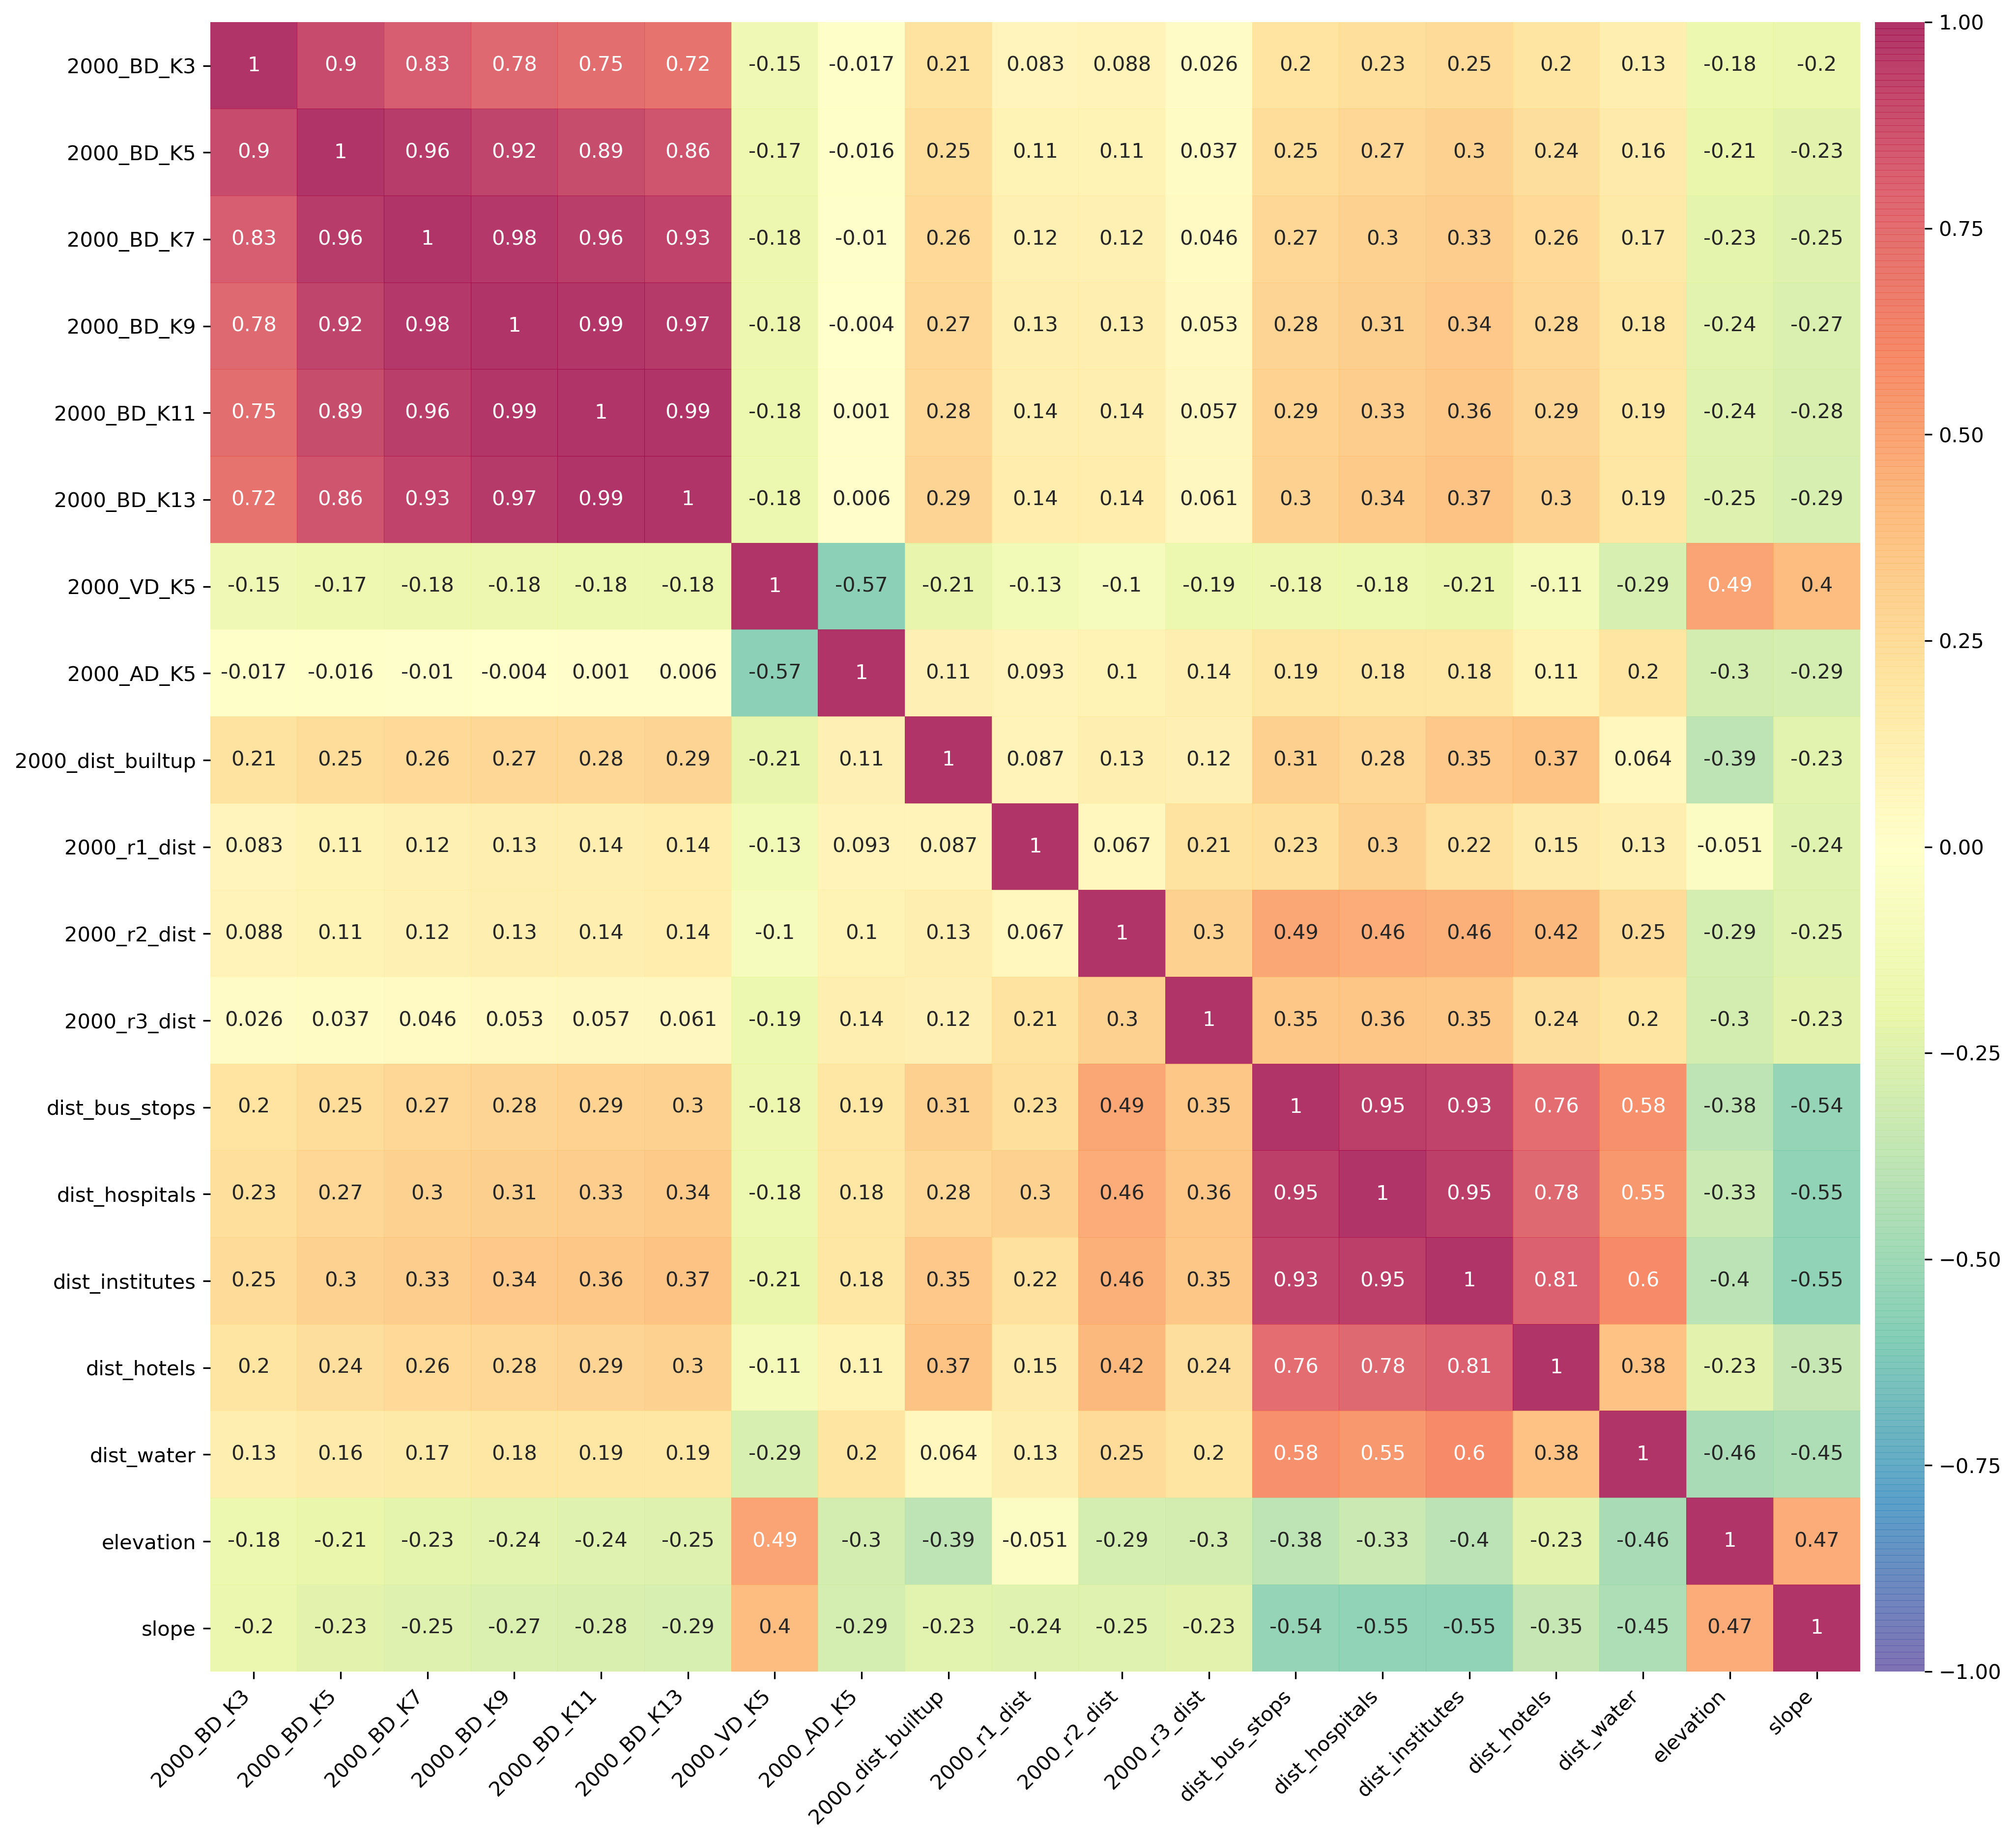 2000_BD_K3 1 0.9 0.83 0.78 0.75 0.72 -0.15 -0.017 0.21 0.083 0.088 0.026 0.2 0.23 0.25 0.2 0.13 -0.18 -0.2
2000_BD_K5 0.9 1 0.96 0.92 0.89 0.86 -0.17 -0.016 0.25 0.11 0.11 0.037 0.25 0.27 0.3 0.24 0.16 -0.21 -0.23
2000_BD_K7 0.83 0.96 1 0.98 0.96 0.93 -0.18 -0.01 0.26 0.12 0.12 0.046 0.27 0.3 0.33 0.26 0.17 -0.23 -0.25
2000_BD_K9 0.78 0.92 0.98 1 0.99 0.97 -0.18 -0.004 0.27 0.13 0.13 0.053 0.28 0.31 0.34 0.28 0.18 -0.24 -0.27
2000_BD_K11 0.75 0.89 0.96 0.99 1 0.99 -0.18 0.001 0.28 0.14 0.14 0.057 0.29 0.33 0.36 0.29 0.19 -0.24 -0.28
2000_BD_K13 0.72 0.86 0.93 0.97 0.99 1 -0.18 0.006 0.29 0.14 0.14 0.061 0.3 0.34 0.37 0.3 0.19 -0.25 -0.29
2000_VD_K5 -0.15 -0.17 -0.18 -0.18 -0.18 -0.18 1 -0.57 -0.21 -0.13 -0.1 -0.19 -0.18 -0.18 -0.21 -0.11 -0.29 0.49 0.4
2000_AD_K5 -0.017 -0.016 -0.01 -0.004 0.001 0.006 -0.57 1 0.11 0.093 0.1 0.14 0.19 0.18 0.18 0.11 0.2 -0.3 -0.29
2000_dist_builtup 0.21 0.25 0.26 0.27 0.28 0.29 -0.21 0.11 1 0.087 0.13 0.12 0.31 0.28 0.35 0.37 0.064 -0.39 -0.23
2000_r1_dist 0.083 0.11 0.12 0.13 0.14 0.14 -0.13 0.093 0.087 1 0.067 0.21 0.23 0.3 0.22 0.15 0.13 -0.051 -0.24
2000_r2_dist 0.088 0.11 0.12 0.13 0.14 0.14 -0.1 0.1 0.13 0.067 1 0.3 0.49 0.46 0.46 0.42 0.25 -0.29 -0.25
2000_r3_dist 0.026 0.037 0.046 0.053 0.057 0.061 -0.19 0.14 0.12 0.21 0.3 1 0.35 0.36 0.35 0.24 0.2 -0.3 -0.23
dist_bus_stops 0.2 0.25 0.27 0.28 0.29 0.3 -0.18 0.19 0.31 0.23 0.49 0.35 1 0.95 0.93 0.76 0.58 -0.38 -0.54
dist_hospitals 0.23 0.27 0.3 0.31 0.33 0.34 -0.18 0.18 0.28 0.3 0.46 0.36 0.95 1 0.95 0.78 0.55 -0.33 -0.55
dist_institutes 0.25 0.3 0.33 0.34 0.36 0.37 -0.21 0.18 0.35 0.22 0.46 0.35 0.93 0.95 1 0.81 0.6 -0.4 -0.55
dist_hotels 0.2 0.24 0.26 0.28 0.29 0.3 -0.11 0.11 0.37 0.15 0.42 0.24 0.76 0.78 0.81 1 0.38 -0.23 -0.35
dist_water 0.13 0.16 0.17 0.18 0.19 0.19 -0.29 0.2 0.064 0.13 0.25 0.2 0.58 0.55 0.6 0.38 1 -0.46 -0.45
elevation -0.18 -0.21 -0.23 -0.24 -0.24 -0.25 0.49 -0.3 -0.39 -0.051 -0.29 -0.3 -0.38 -0.33 -0.4 -0.23 -0.46 1 0.47
slope -0.2 -0.23 -0.25 -0.27 -0.28 -0.29 0.4 -0.29 -0.23 -0.24 -0.25 -0.23 -0.54 -0.55 -0.55 -0.35 -0.45 0.47 1
2000_BD_K3 2000_BD_K5 2000_BD_K7 2000_BD_K9 2000_BD_K11 2000_BD_K13 2000_VD_K5 2000_AD_K5 2000_dist_builtup 2000_r1_dist 2000_r2_dist 2000_r3_dist dist_bus_stops dist_hospitals dist_institutes dist_hotels dist_water elevation slope
1.00
0.75
0.50
0.25
0.00
−0.25
−0.50
−0.75
−1.00